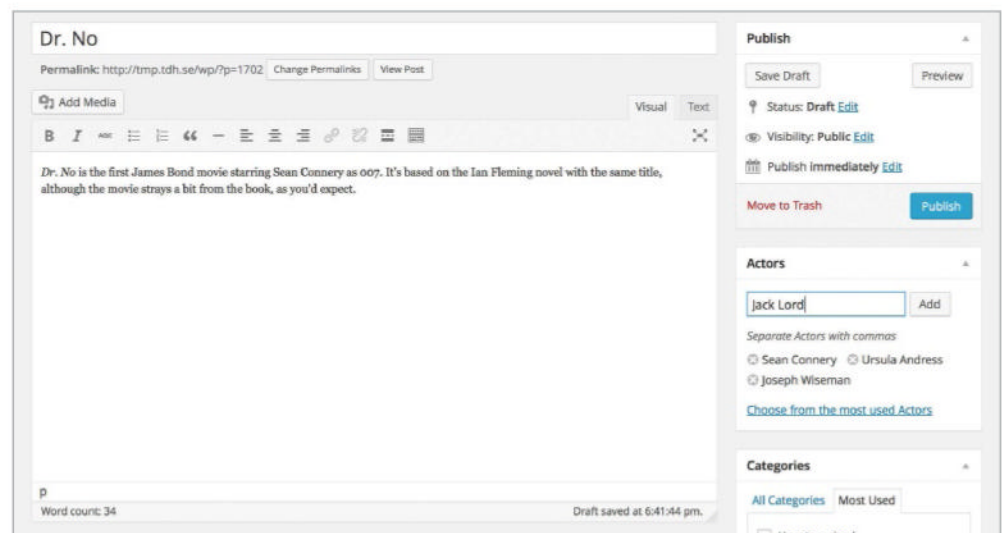 Dr. No
Permalink: http://tmp.tdh.se/wp/?p=1702 Change Permalinks View Post
Add Media
Visual Text
B I ABC
Dr. No is the first James Bond movie starring Sean Connery as 007. It's based on the Ian Fleming novel with the same title,
although the movie strays a bit from the book, as you'd expect.
p
Word count: 34 Draft saved at 6:41:44 pm.
Publish
Save Draft Preview
Status: Draft Edit
Visibility: Public Edit
Publish immediately Edit
Move to Trash Publish
Actors
Jack Lord Add
Separate Actors with commas
Sean Connery Ursula Andress
Joseph Wiseman
Choose from the most used Actors
Categories
All Categories Most Used